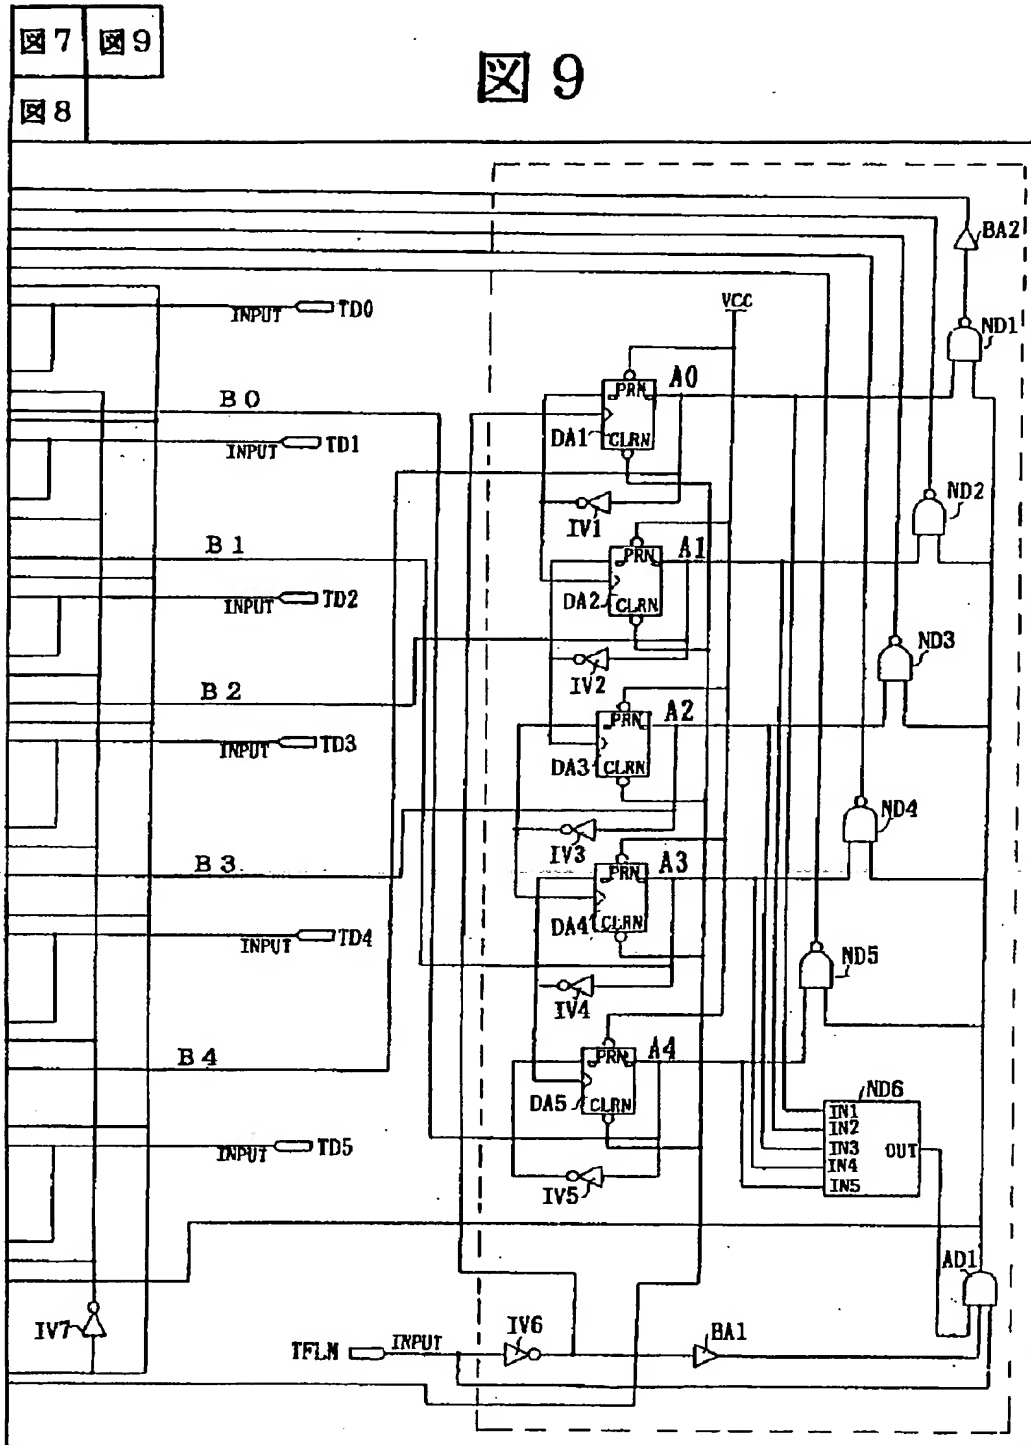 図7 図9
図8
図9
BA2
VCC
INPUT TD0
ND1
PRN A0
B0
INPUT TD1
DA1 CLRN
ND2
IV1
B1
PRN A1
INPUT TD2
DA2 CLRN
ND3
IV2
B2
PRN A2
INPUT TD3
DA3 CLRN
ND4
IV3
B3
PRN A3
DA4 CLRN
INPUT TD4
ND5
IV4
B4
PRN A4
DA5 CLRN
ND6
IN1
IN2
IN3 OUT
IN4
IN5
INPUT TD5
IV5
AD1
IV7
TFLM INPUT IV6 BA1